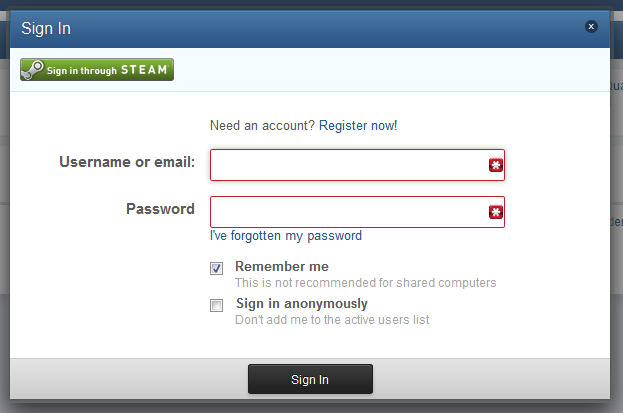 Sign In
Sign in through STEAM
Need an account? Register now!
Username or email:
Password
I've forgotten my password
Remember me
This is not recommended for shared computers
Sign in anonymously
Don't add me to the active users list
Sign In